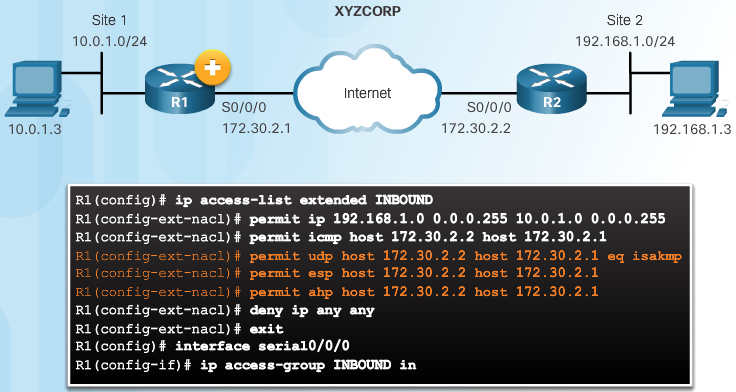 XYZCORP
Site 1
10.0.1.0/24
Site 2
192.168.1.0/24
R1
Internet
R2
S0/0/0
172.30.2.1
S0/0/0
172.30.2.2
10.0.1.3
192.168.1.3
R1(config)# ip access-list extended INBOUND
R1(config-ext-nacl)# permit ip 192.168.1.0 0.0.0.255 10.0.1.0 0.0.0.255
R1(config-ext-nacl)# permit icmp host 172.30.2.2 host 172.30.2.1
R1(config-ext-nacl)# permit udp host 172.30.2.2 host 172.30.2.1 eq isakmp
R1(config-ext-nacl)# permit esp host 172.30.2.2 host 172.30.2.1
R1(config-ext-nacl)# permit ahp host 172.30.2.2 host 172.30.2.1
R1(config-ext-nacl)# deny ip any any
R1(config-ext-nacl)# exit
R1(config)# interface serial0/0/0
R1(config-if)# ip access-group INBOUND in